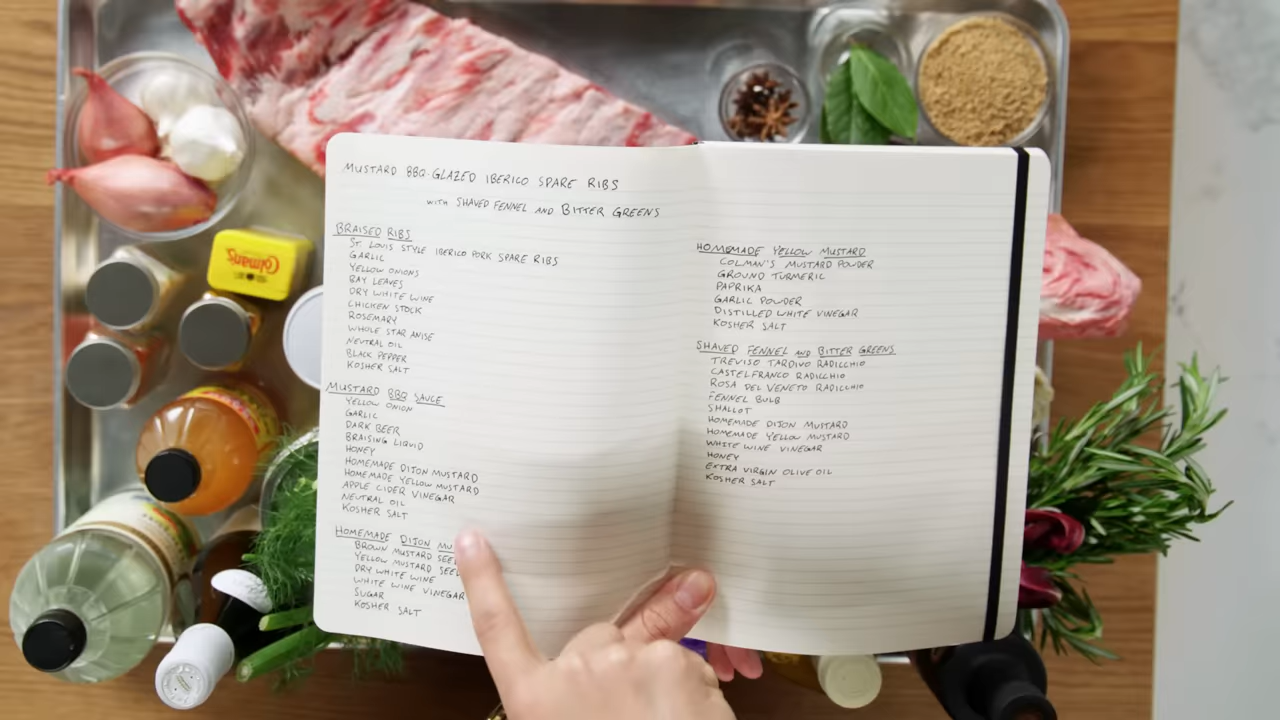 MUSTARD BBQ-GLAZED IBERICO SPARE RIBS
WITH SHAVED FENNEL AND BITTER GREENS
BRAISED RIBS
ST. LOUIS STYLE IBERICO PORK SPARE RIBS
GARLIC
YELLOW ONIONS
BAY LEAVES
DRY WHITE WINE
CHICKEN STOCK
ROSEMARY
WHOLE STAR ANISE
NEUTRAL OIL
BLACK PEPPER
KOSHER SALT
MUSTARD BBQ SAUCE
YELLOW ONION
GARLIC
DARK BEER
BRAISING LIQUID
HONEY
HOMEMADE DIJON MUSTARD
HOMEMADE YELLOW MUSTARD
APPLE CIDER VINEGAR
NEUTRAL OIL
KOSHER SALT
HOMEMADE DIJON MU
BROWN MUSTARD SEE
YELLOW MUSTARD SEE
DRY WHITE WINE
WHITE WINE VINEGAR
SUGAR
KOSHER SALT
HOMEMADE YELLOW MUSTARD
COLMAN'S MUSTARD POWDER
GROUND TURMERIC
PAPRIKA
GARLIC POWDER
DISTILLED WHITE VINEGAR
KOSHER SALT
SHAVED FENNEL AND BITTER GREENS
TREVISO TARDIVO RADICCHIO
CASTELFRANCO RADICCHIO
ROSA DEL VENETO RADICCHIO
FENNEL BULB
SHALLOT
HOMEMADE DIJON MUSTARD
HOMEMADE YELLOW MUSTARD
WHITE WINE VINEGAR
HONEY
EXTRA VIRGIN OLIVE OIL
KOSHER SALT
Colman's